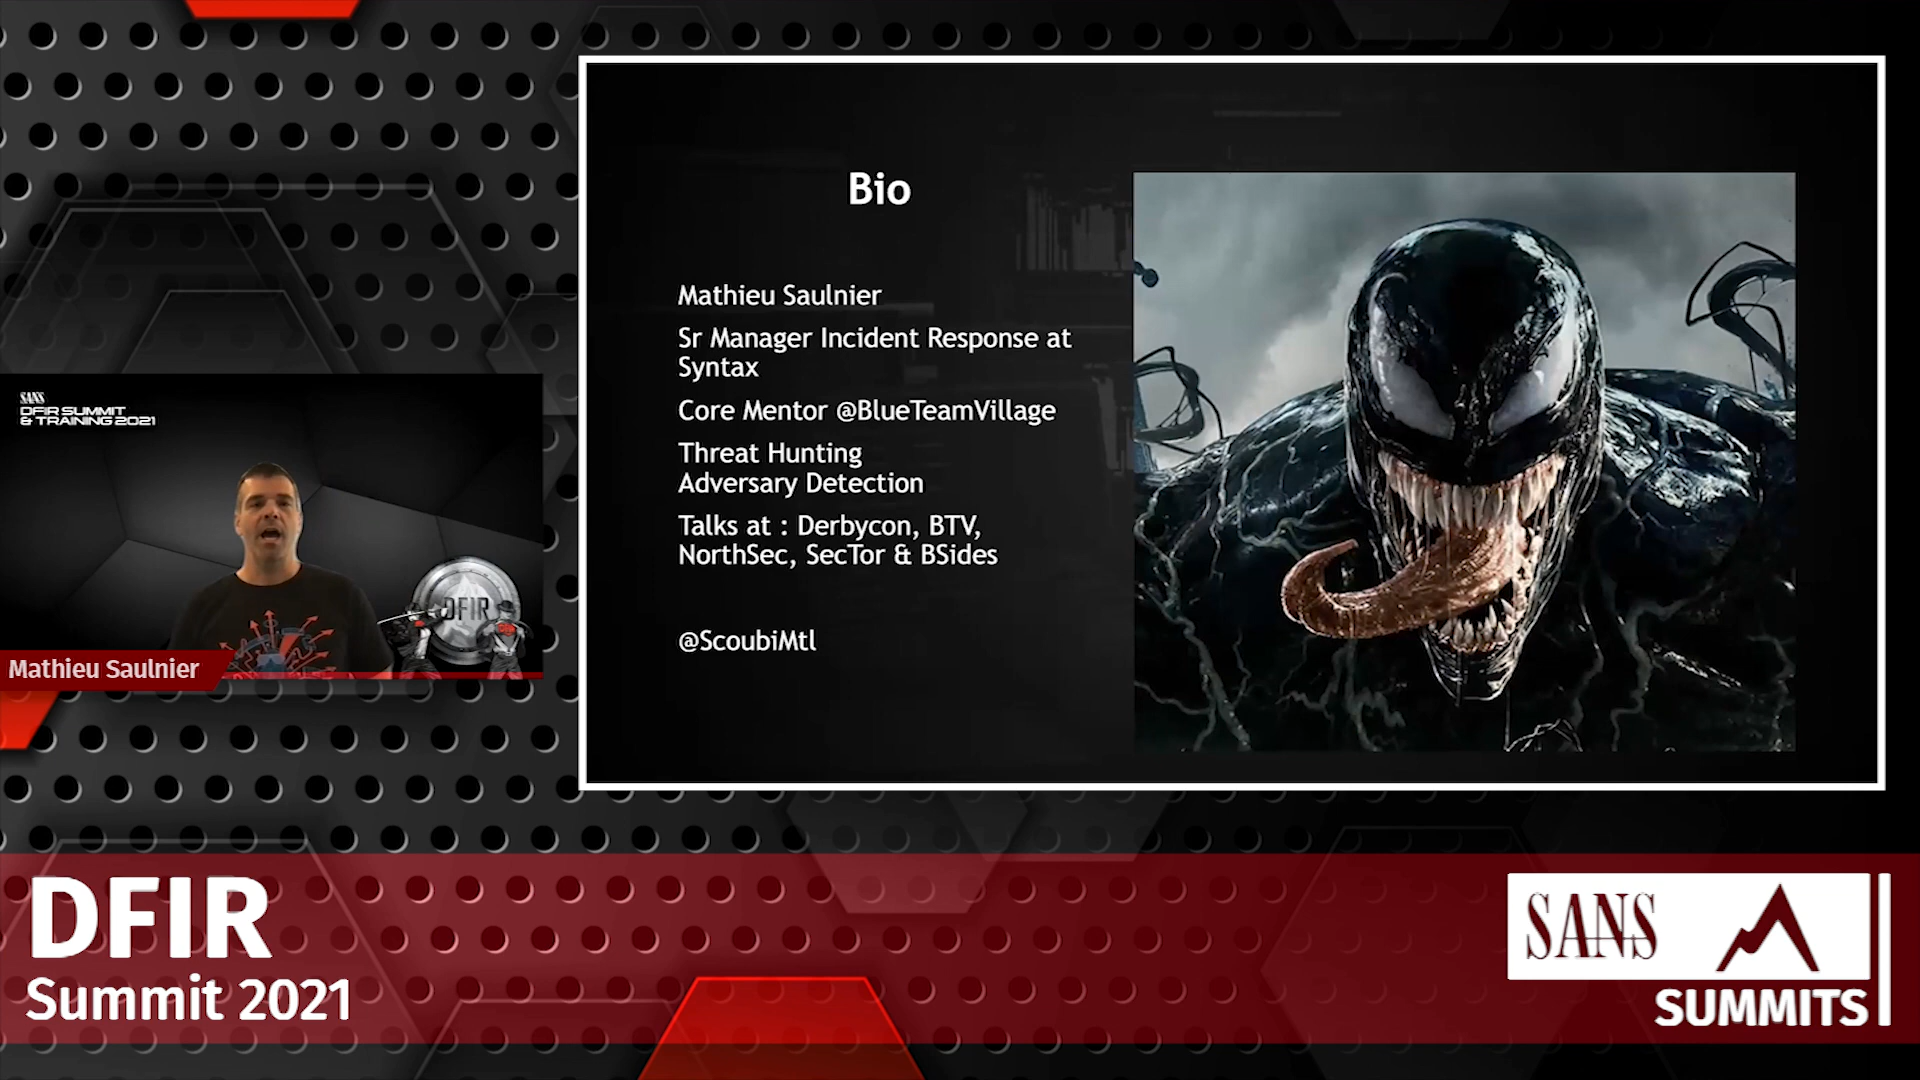 Bio
Mathieu Saulnier
Sr Manager Incident Response at
Syntax
Core Mentor @BlueTeamVillage
Threat Hunting
Adversary Detection
Talks at : Derbycon, BTV,
NorthSec, SecTor & BSides
@ScoubiMtl
SANS
DFIR SUMMIT
& TRAINING 2021
DFIR
Mathieu Saulnier
DFIR
Summit 2021
SANS
SUMMITS